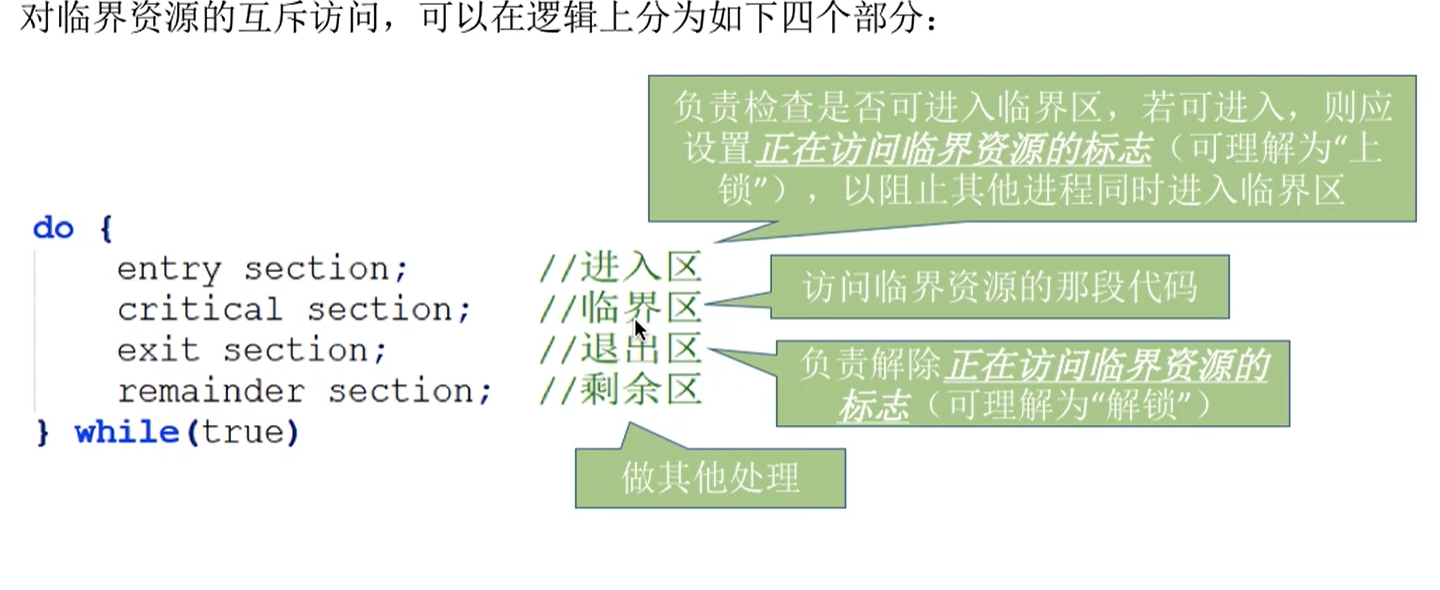 对临界资源的互斥访问，可以在逻辑上分为如下四个部分：
负责检查是否可进入临界区，若可进入，则应
设置正在访问临界资源的标志（可理解为“上
锁”），以阻止其他进程同时进入临界区
do {
entry section; //进入区
critical section; //临界区
exit section; //退出区
remainder section; //剩余区
} while(true)
访问临界资源的那段代码
负责解除正在访问临界资源的
标志（可理解为“解锁”）
做其他处理